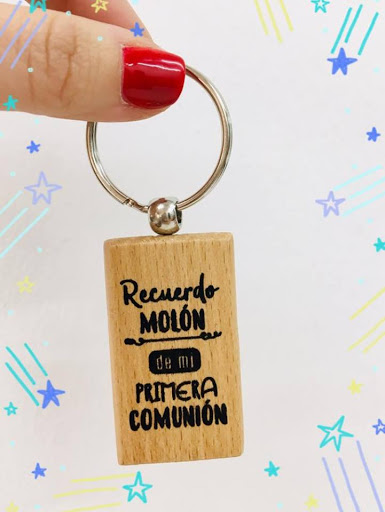 Recuerdo
MOLÓN
de mi
PRIMERA
COMUNIÓN